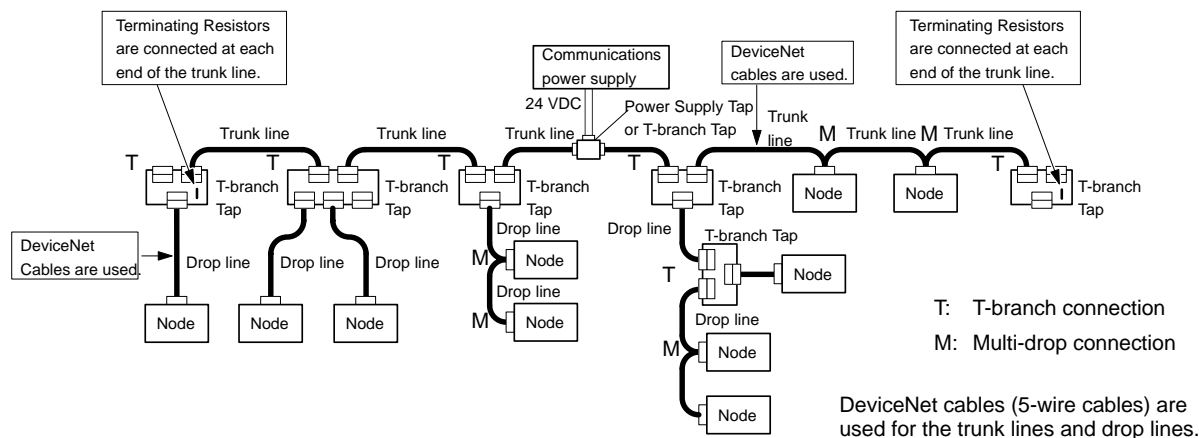 Terminating Resistors
are connected at each
end of the trunk line.
Communications
power supply
DeviceNet
cables are used.
Terminating Resistors
are connected at each
end of the trunk line.
24 VDC
Power Supply Tap
or T-branch Tap
Trunk line
Trunk line
Trunk line
Trunk
line
M
Trunk line
M
Trunk line
T
T
T
T
T
T-branch
Tap
T-branch
Tap
T-branch
Tap
T-branch
Tap
Node
Node
T-branch
Tap
DeviceNet
Cables are used.
Drop line
Drop line
Drop line
Drop line
M
Node
Drop line
M
Node
Node
Node
Node
Drop line
T-branch Tap
T
Node
Drop line
M
Node
Node
T: T-branch connection
M: Multi-drop connection
DeviceNet cables (5-wire cables) are
used for the trunk lines and drop lines.